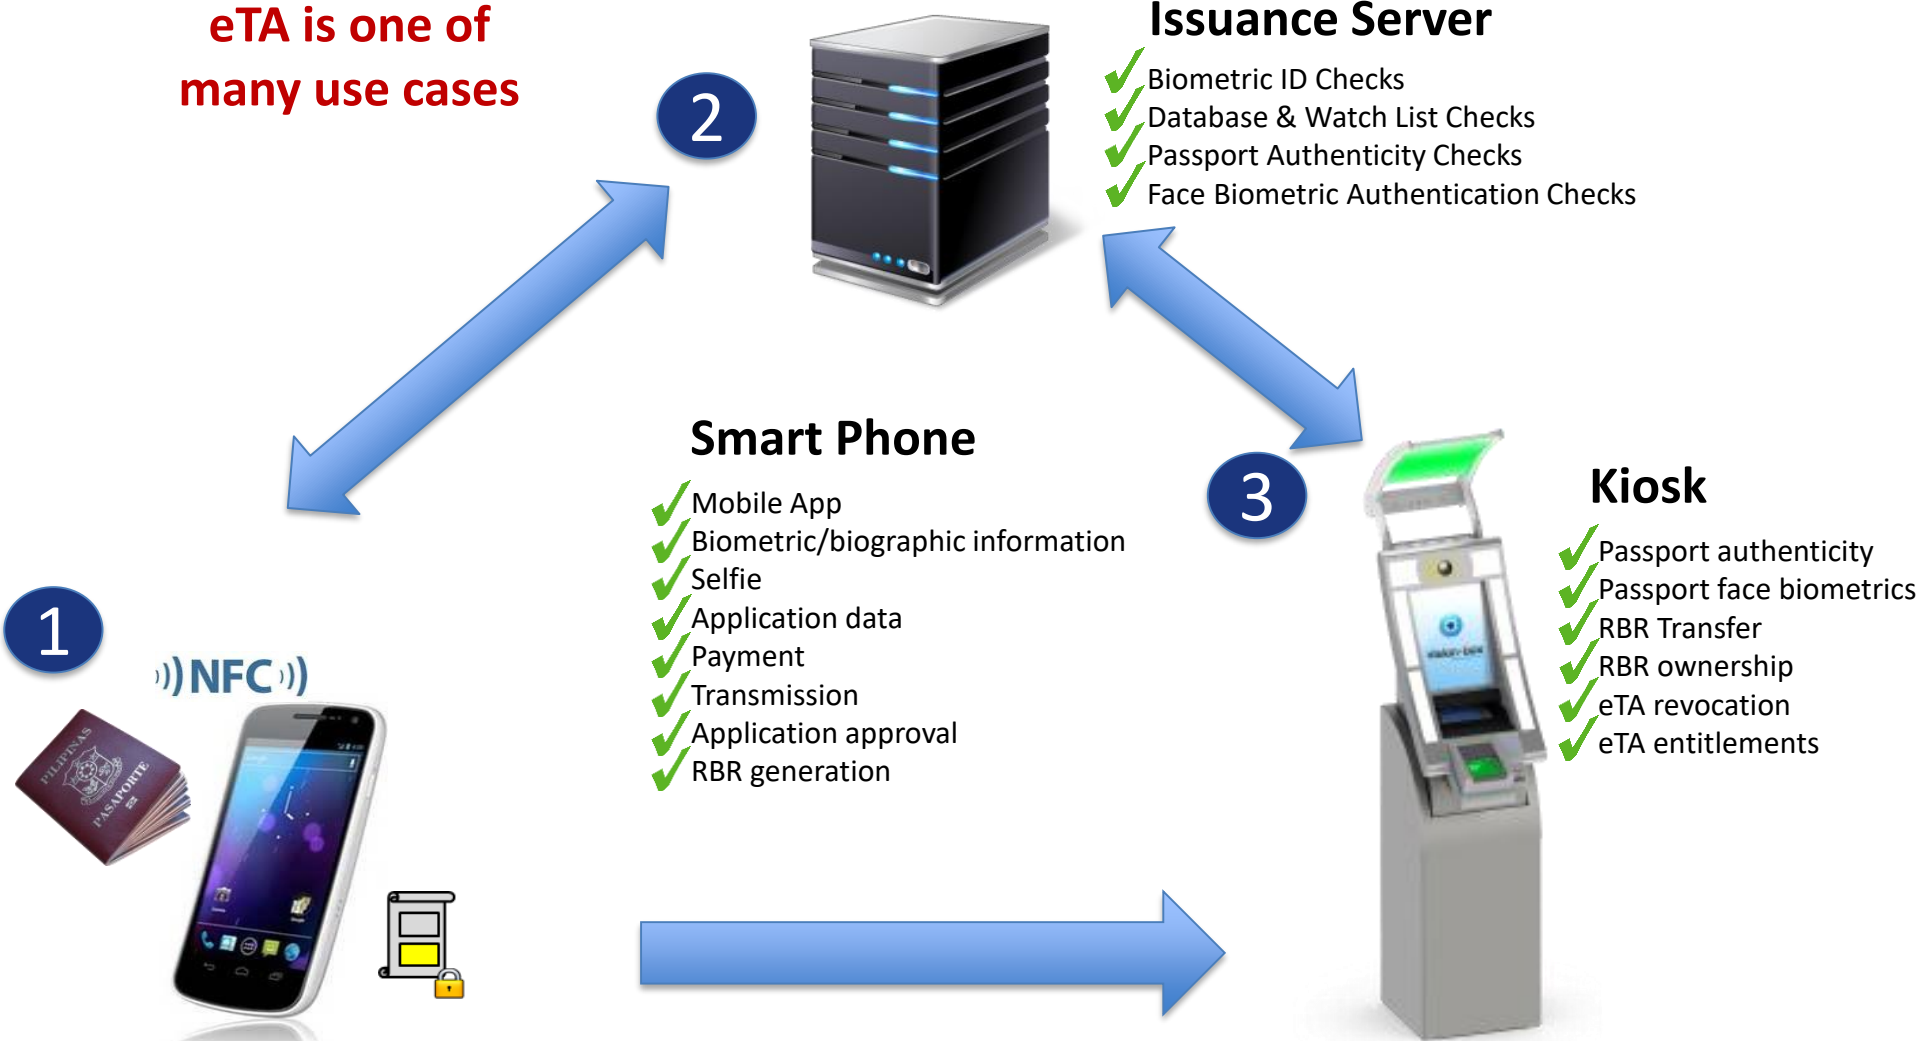 eTA is one of
many use cases
2
Issuance Server
Biometric ID Checks
Database & Watch List Checks
Passport Authenticity Checks
Face Biometric Authentication Checks
Smart Phone
Mobile App
Biometric/biographic information
Selfie
Application data
Payment
Transmission
Application approval
RBR generation
3
Kiosk
Passport authenticity
Passport face biometrics
RBR Transfer
RBR ownership
eTA revocation
eTA entitlements
vision-box
1
NFC
PILIPINAS
PASAPORTE